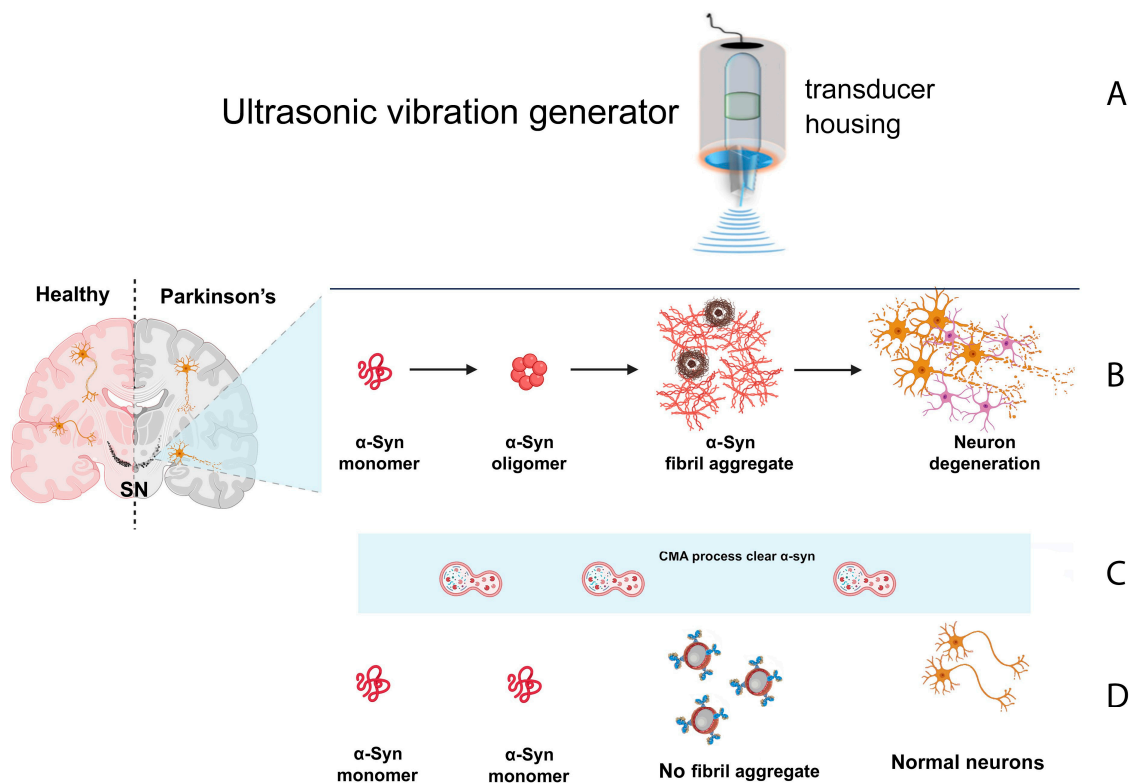 Ultrasonic vibration generator
transducer
housing
A
Healthy
Parkinson's
SN
α-Syn
monomer
α-Syn
oligomer
α-Syn
fibril aggregate
Neuron
degeneration
B
CMA process clear α-syn
C
α-Syn
monomer
α-Syn
monomer
No fibril aggregate
Normal neurons
D